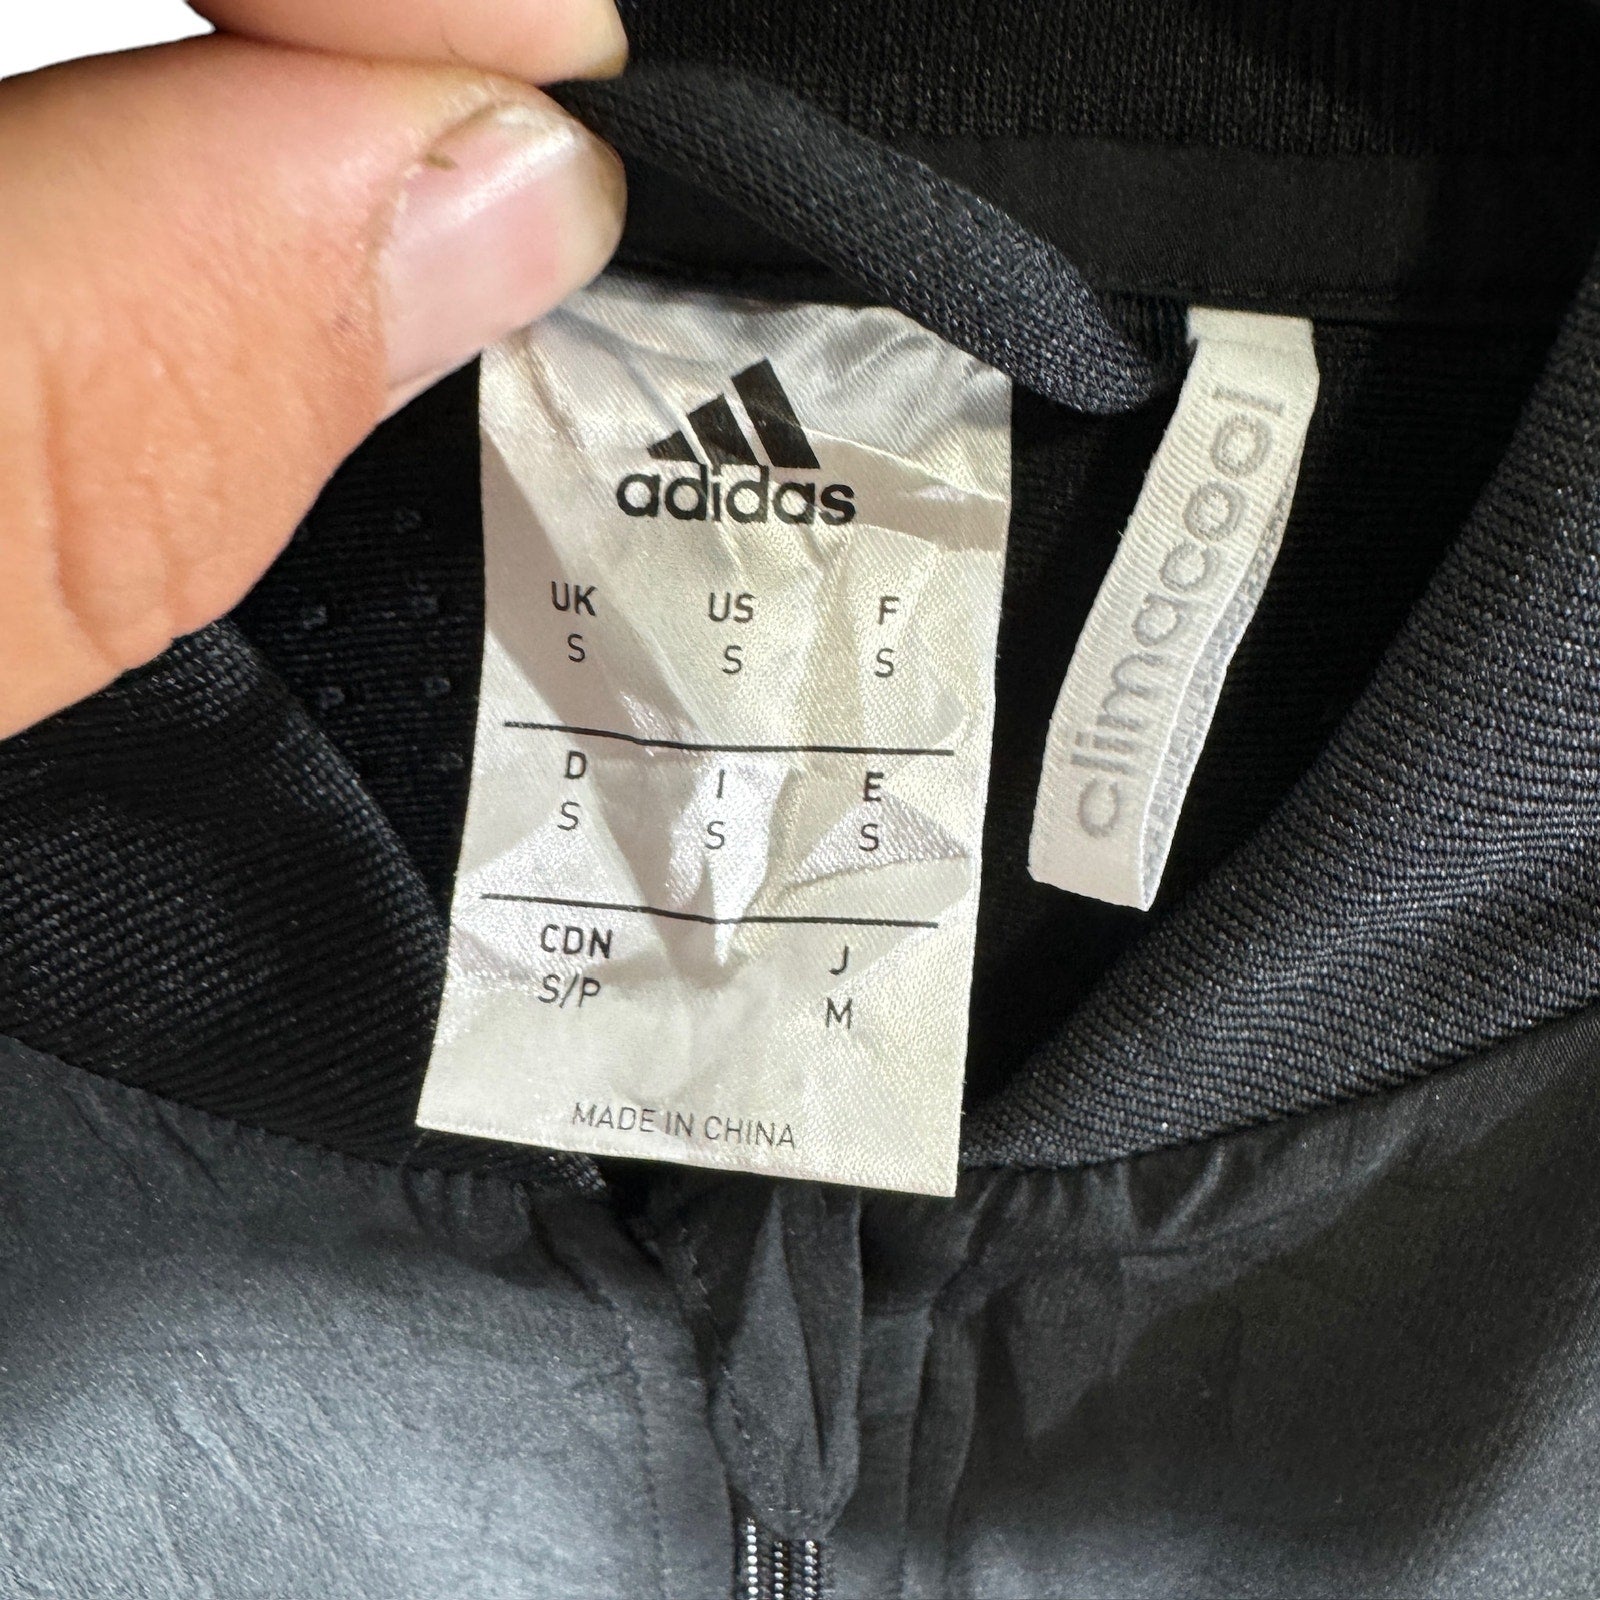 adidas
UK US F
S S S
D I E
S S S
CDN J
S/P M
MADE IN CHINA
climacool